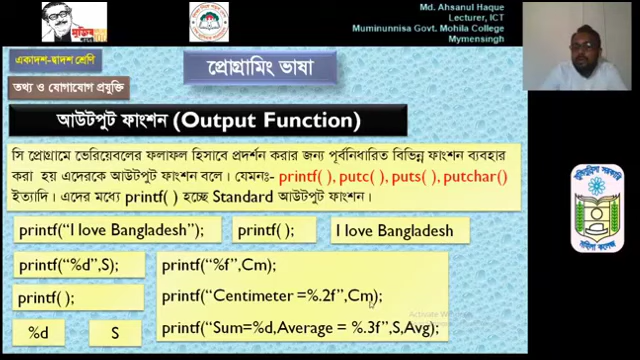 Md. Ahsanul Haque
Lecturer, ICT
Muminunnisa Govt. Mohila College
Mymensingh
একাদশ-দ্বাদশ শ্রেণি
প্রোগ্রামিং ভাষা
তথ্য ও যোগাযোগ প্রযুক্তি
আউটপুট ফাংশন (Output Function)
সি প্রোগ্রামে ভেরিয়েবলের ফলাফল হিসাবে প্রদর্শন করার জন্য পূর্বনিধারিত বিভিন্ন ফাংশন ব্যবহার
করা হয় এদেরকে আউটপুট ফাংশন বলে। যেমনঃ- printf( ), putc( ), puts( ), putchar()
ইত্যাদি। এদের মধ্যে printf( ) হচ্ছে Standard আউটপুট ফাংশন।
printf(“I love Bangladesh”); printf( ); I love Bangladesh
printf(“%d”,S); printf(“%f”,Cm);
printf( ); printf(“Centimeter =%.2f”,Cm);
%d S printf(“Sum=%d,Average = %.3f”,S,Avg);
Activate Windows